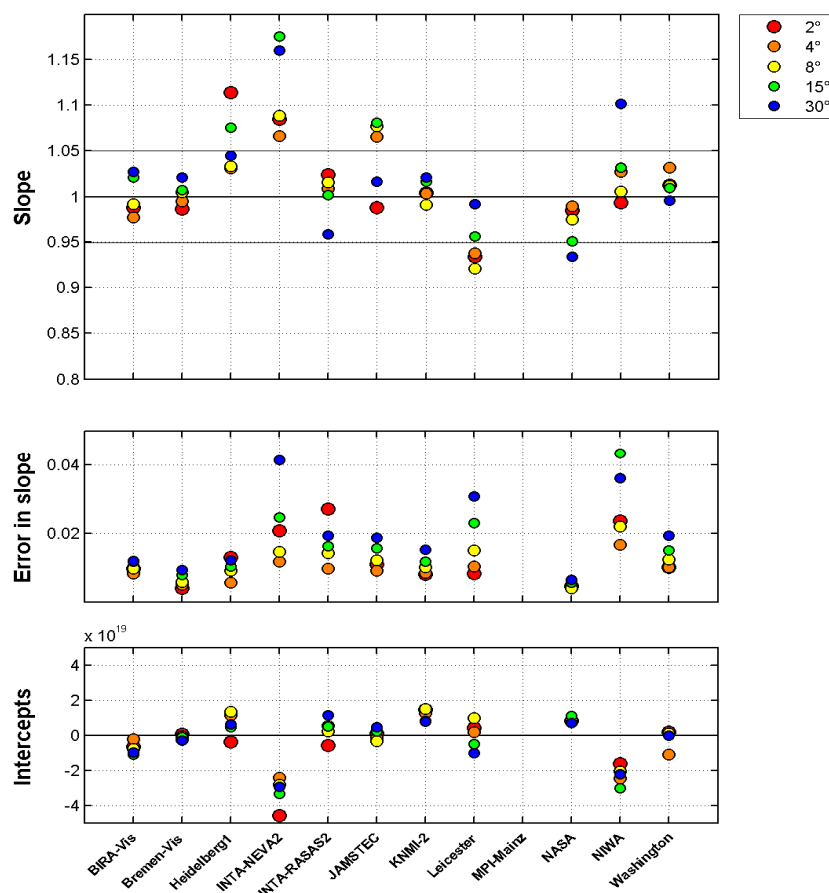 2°
4°
8°
15°
30°
Slope
1.15
1.1
1.05
1
0.95
0.9
0.85
0.8
Error in slope
0.04
0.02
x 10^19
Intercepts
4
2
0
-2
-4
BIRA-Vis
Bremen-Vis
Heidelberg1
INTA-NEVA2
INTA-RASAS2
JAMSTEC
KNMI-2
Leicester
MPI-Mainz
NASA
NIWA
Washington